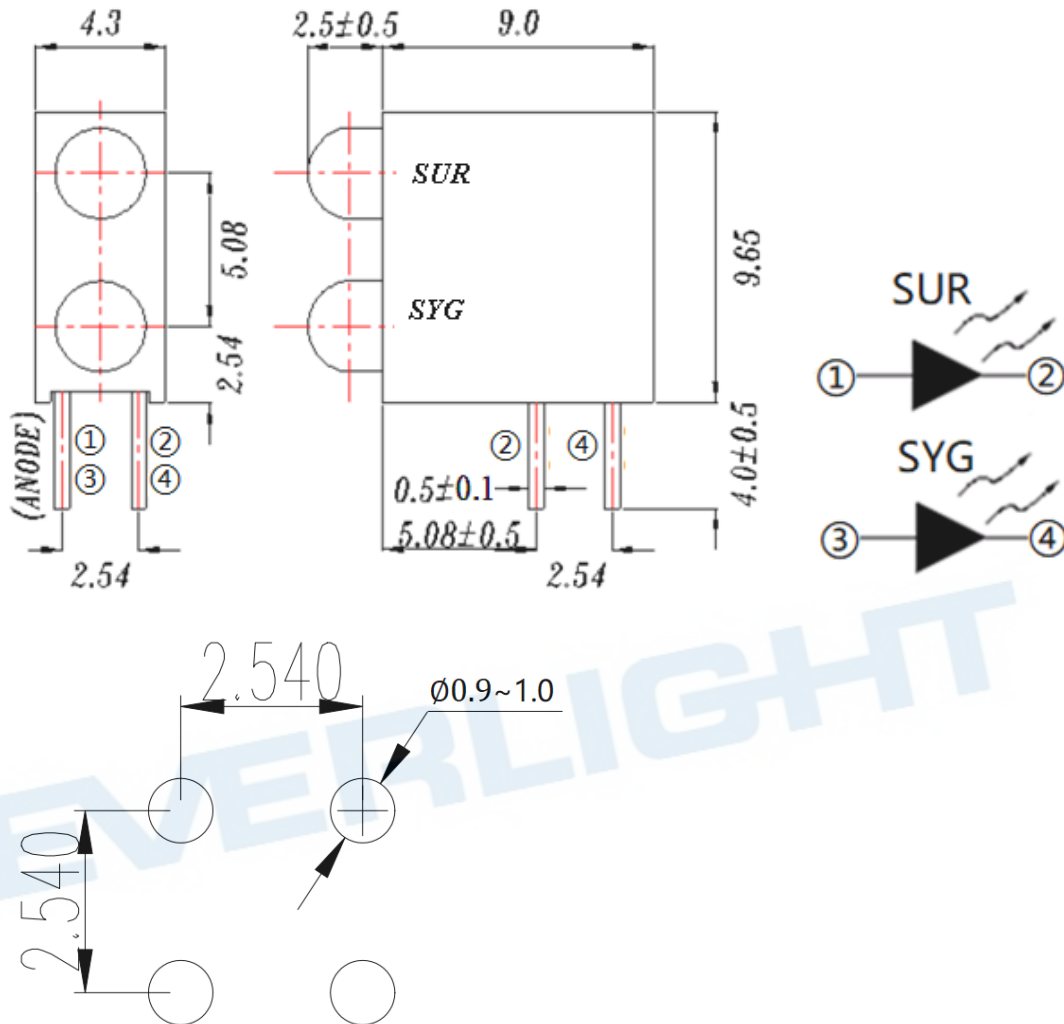 4.3
2.5±0.5
9.0
SUR
5.08
SYG
2.54
9.65
(ANODE)
① ②
③ ④
② ④
0.5±0.1
5.08±0.5
4.0±0.5
2.54
2.54
SUR
① ②
SYG
③ ④
2.540
Ø0.9~1.0
2.540
EVERLIGHT